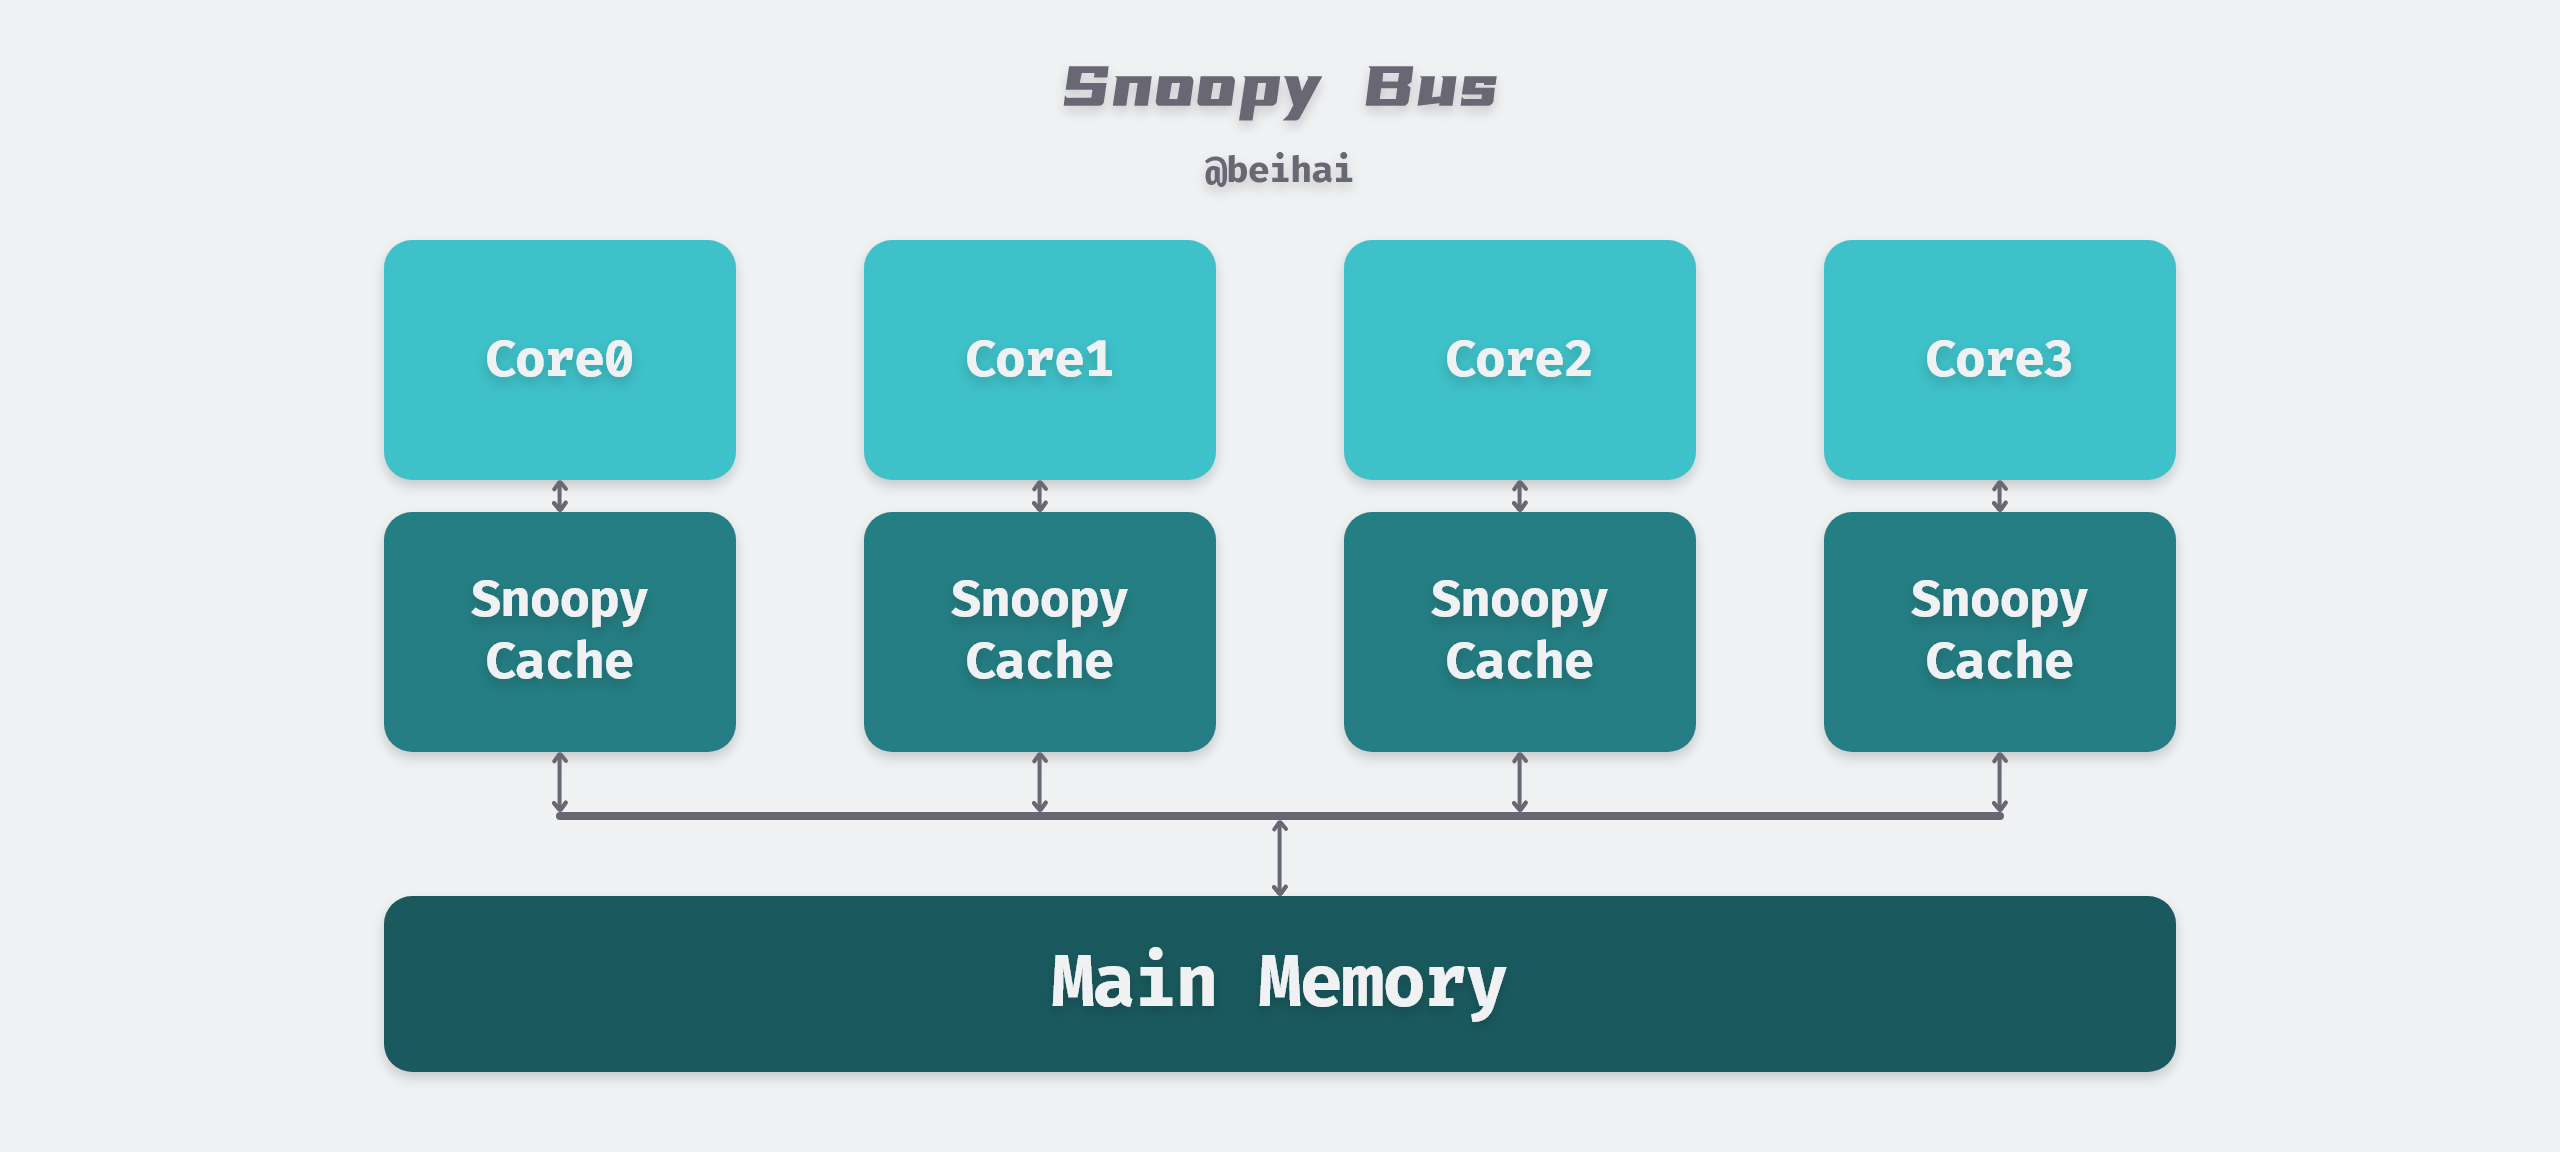 Snoopy Bus
@beihai
Core0
Core1
Core2
Core3
Snoopy
Cache
Snoopy
Cache
Snoopy
Cache
Snoopy
Cache
Main Memory